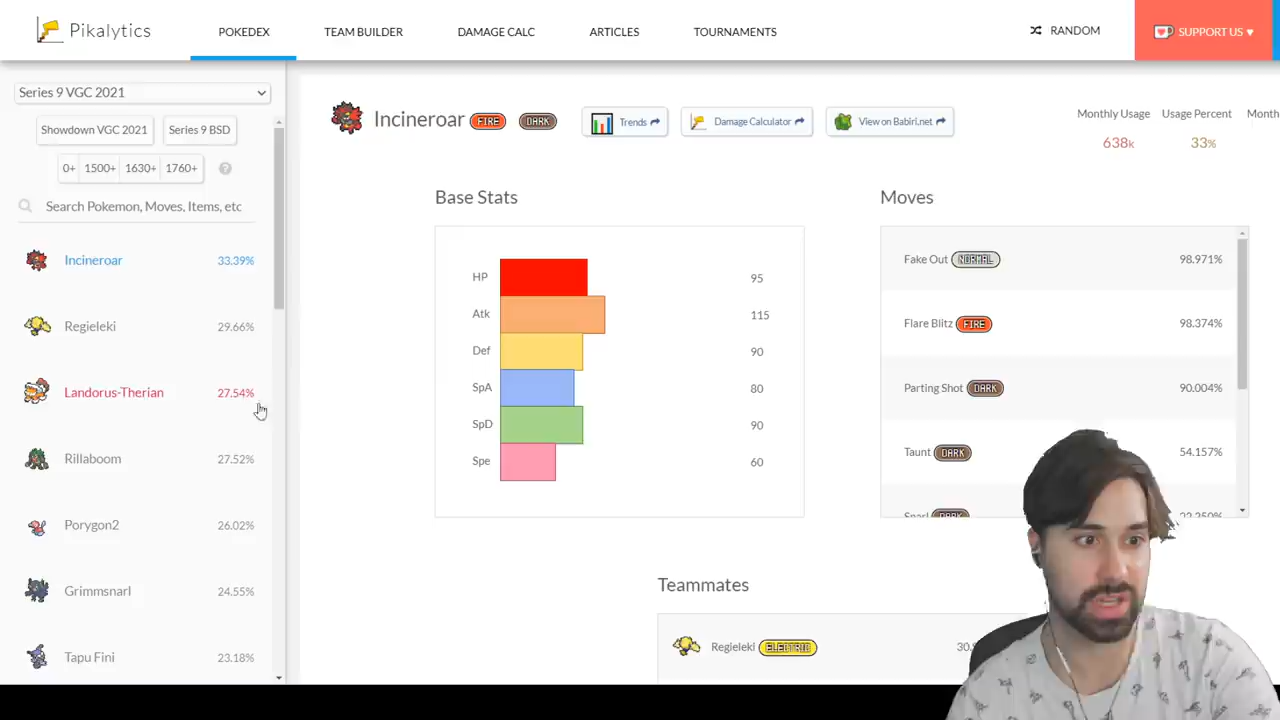 Pikalytics
POKEDEX
TEAM BUILDER
DAMAGE CALC
ARTICLES
TOURNAMENTS
RANDOM
SUPPORT US ♥
Series 9 VGC 2021
Showdown VGC 2021
Series 9 BSD
0+
1500+
1630+
1760+
?
Search Pokemon, Moves, Items, etc
Incineroar 33.39%
Regieleki 29.66%
Landorus-Therian 27.54%
Rillaboom 27.52%
Porygon2 26.02%
Grimmsnarl 24.55%
Tapu Fini 23.18%
Incineroar FIRE DARK
Trends
Damage Calculator
View on Babiri.net
Monthly Usage
638k
Usage Percent
33%
Month
Base Stats
HP 95
Atk 115
Def 90
SpA 80
SpD 90
Spe 60
Moves
Fake Out NORMAL 98.971%
Flare Blitz FIRE 98.374%
Parting Shot DARK 90.004%
Taunt DARK 54.157%
Snarl DARK
Teammates
Regieleki ELECTRIC 30.